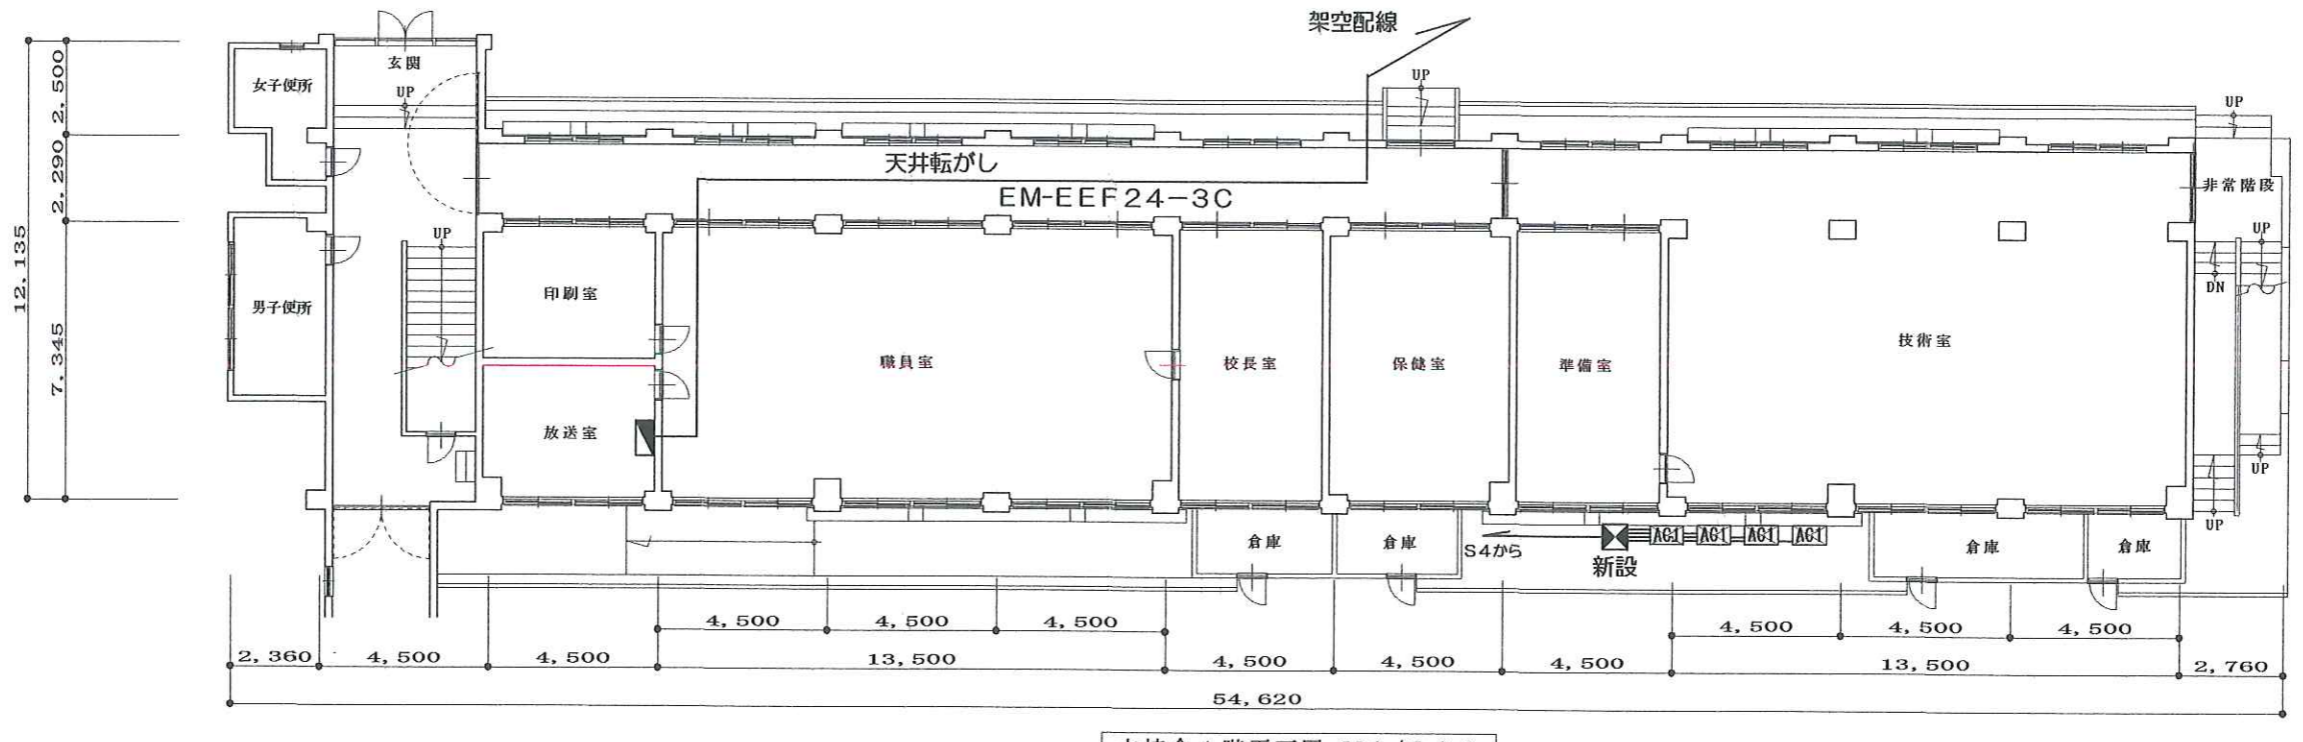 架空配線
玄関
女子便所
UP
UP
UP
天井転がし
EM-EEF24-3C
非常階段
UP
UP
DN
印刷室
男子便所
職員室
校長室
保健室
準備室
技術室
放送室
UP
UP
倉庫
倉庫
S4から
AC1
AC1
AC1
AC1
新設
倉庫
倉庫
2,500
2,290
7,345
12,135
4,500
4,500
4,500
4,500
4,500
4,500
2,360
4,500
4,500
13,500
4,500
4,500
4,500
13,500
2,760
54,620